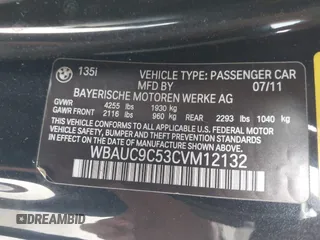 135i
VEHICLE TYPE: PASSENGER CAR
MFD BY
07/11
BAYERISCHE MOTOREN WERKE AG
GVWR 4255 lbs 1930 kg
GAWR FRONT 2116 lbs 960 kg REAR 2293 lbs 1040 kg
THIS VEHICLE CONFORMS TO ALL APPLICABLE
FEDERAL MOTOR VEHICLE SAFETY,
BUMPER, AND THEFT PREVENTION
STANDARDS IN EFFECT ON THE DATE OF
MANUFACTURE SHOWN ABOVE.
WBAUC9C53CVM12132
DREAMBID